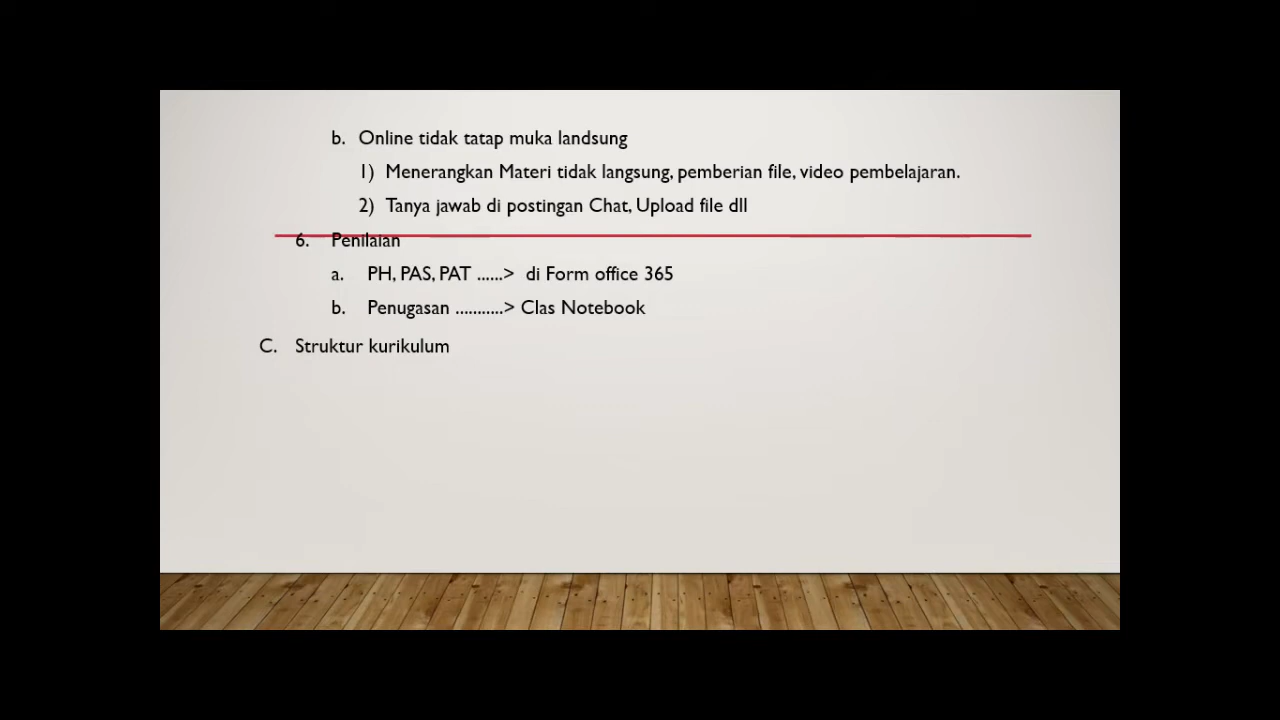 b. Online tidak tatap muka landsung
1) Menerangkan Materi tidak langsung, pemberian file, video pembelajaran.
2) Tanya jawab di postingan Chat, Upload file dll
6. Penilaian
a. PH, PAS, PAT ......> di Form office 365
b. Penugasan ...........> Clas Notebook
C. Struktur kurikulum